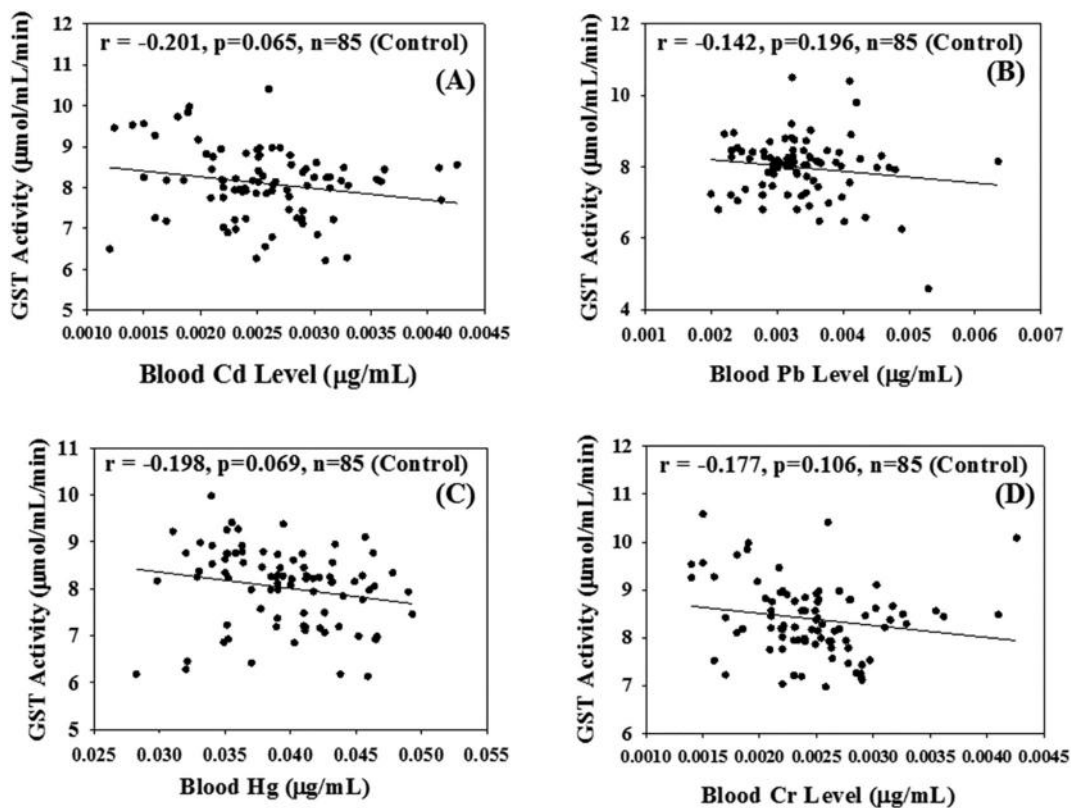 r = -0.201, p=0.065, n=85 (Control)
(A)
GST Activity (μmol/mL/min)
12
11
10
9
8
7
6
5
0.0010 0.0015 0.0020 0.0025 0.0030 0.0035 0.0040 0.0045
Blood Cd Level (μg/mL)
r = -0.142, p=0.196, n=85 (Control)
(B)
GST Activity (μmol/mL/min)
12
10
8
6
4
0.001 0.002 0.003 0.004 0.005 0.006 0.007
Blood Pb Level (μg/mL)
r = -0.198, p=0.069, n=85 (Control)
(C)
GST Activity (μmol/mL/min)
11
10
9
8
7
6
5
0.025 0.030 0.035 0.040 0.045 0.050 0.055
Blood Hg (μg/mL)
r = -0.177, p=0.106, n=85 (Control)
(D)
GST Activity (μmol/mL/min)
12
11
10
9
8
7
6
0.0010 0.0015 0.0020 0.0025 0.0030 0.0035 0.0040 0.0045
Blood Cr Level (μg/mL)